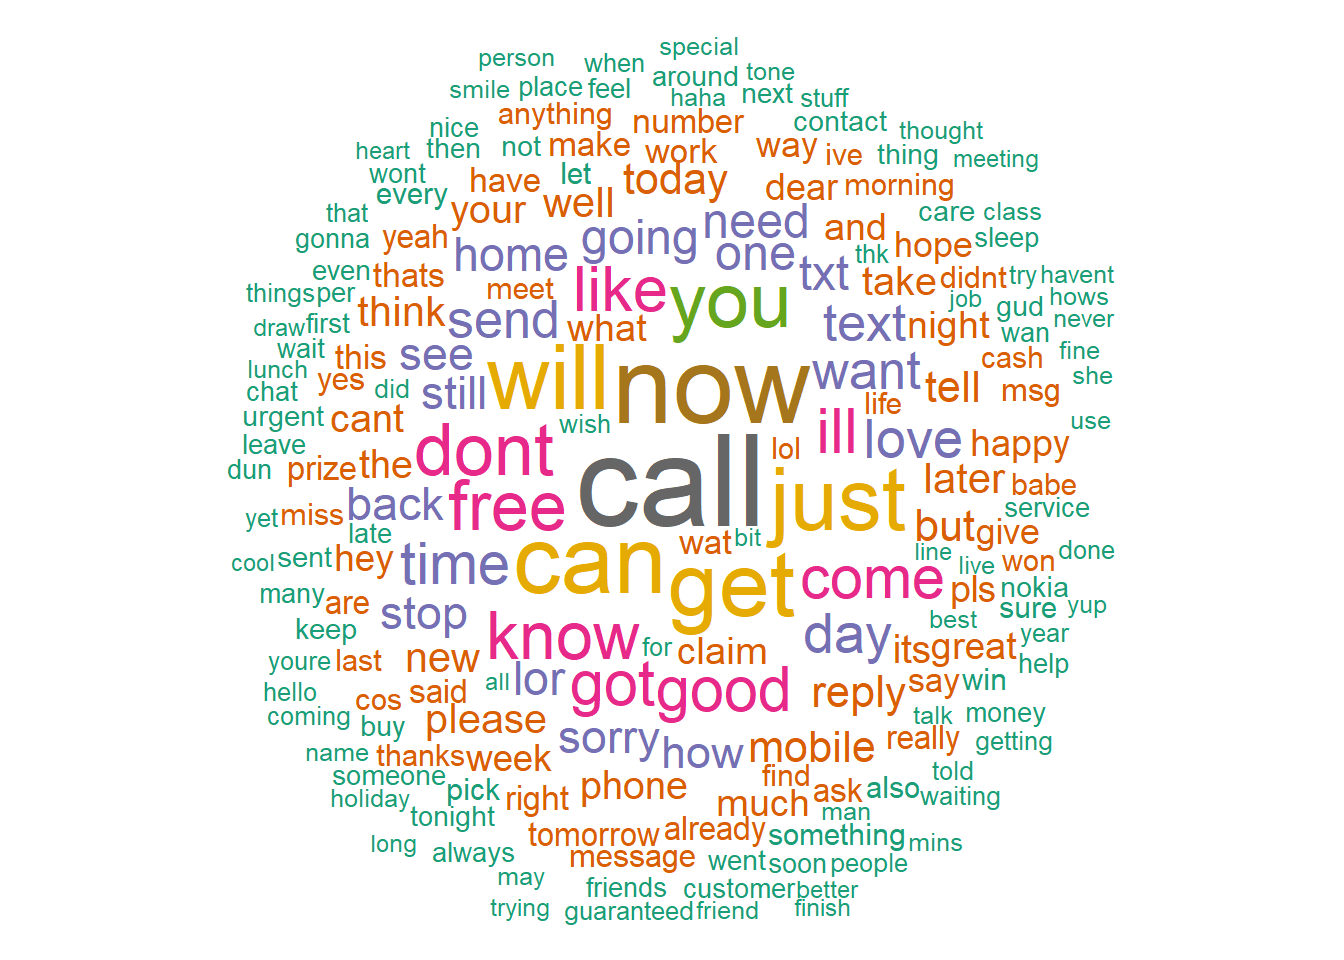 special
person when
around tone
smile place feel haha next stuff
anything number contact thought
nice
heart then not make work way ive thing meeting
wont have let today dear morning
every your well
that need and care class
gonna yeah home going one hope sleep
even thats meet like you txt thk take didnt try havent
things per think send what text night job gud hows
draw first wan never
wait this see will now want cash fine
lunch yes did still tell msg she
chat life
urgent cant dont wish ill love use
leave lol happy
dun prize the call
back free just later babe
yet miss late but give service
cool sent hey time can wat bit line won done
many are get come live pls nokia
keep stop sure yup
know for day best year
youre last new claim its great help
hello all lor got good say win
coming cos said reply talk money
buy please
name thanks week sorry how mobile really getting
someone find told
holiday pick right phone much ask also waiting
tonight man
long tomorrow already something mins
always message went soon people
may friends customer better
trying guaranteed friend finish